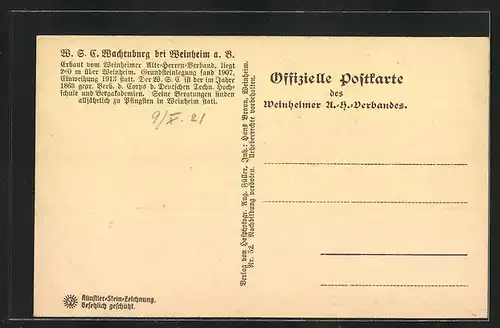 W. S. C. Wachenburg bei Weinheim a. B.
Erbaut vom Weinheimer Alte-Herren-Verband, liegt
280 m über Weinheim. Grundsteinlegung fand 1907,
Einweihung 1913 statt. Der W. S. C. ist der im Jahre
1863 gegr. Verb. d. Corps d. Deutschen Techn. Hoch-
schule und Bergakademien. Seine Beratungen finden
alljährlich zu Pfingsten in Weinheim statt.
9/X. 21
Verlag von Hofphotogr. Aug. Züller, Inh.: Hans Braun, Weinheim.
Nr. 52. Nachbildung verboten. Urheberrechte vorbehalten.
Offizielle Postkarte
des
Weinheimer A.-H.-Verbandes.
Künstler-Stein-Zeichnung.
Gesetzlich geschützt.